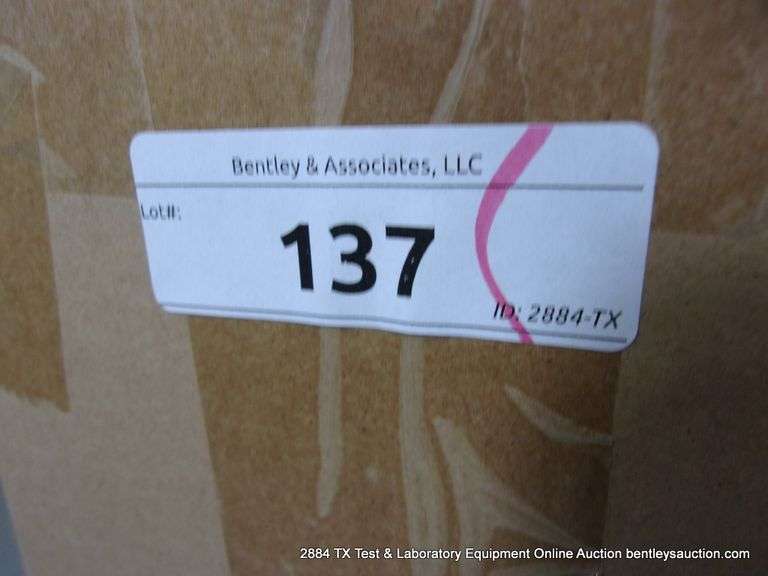 Bentley & Associates, LLC
Lot#:
137
ID: 2884-TX
2884 TX Test & Laboratory Equipment Online Auction bentleysauction.com